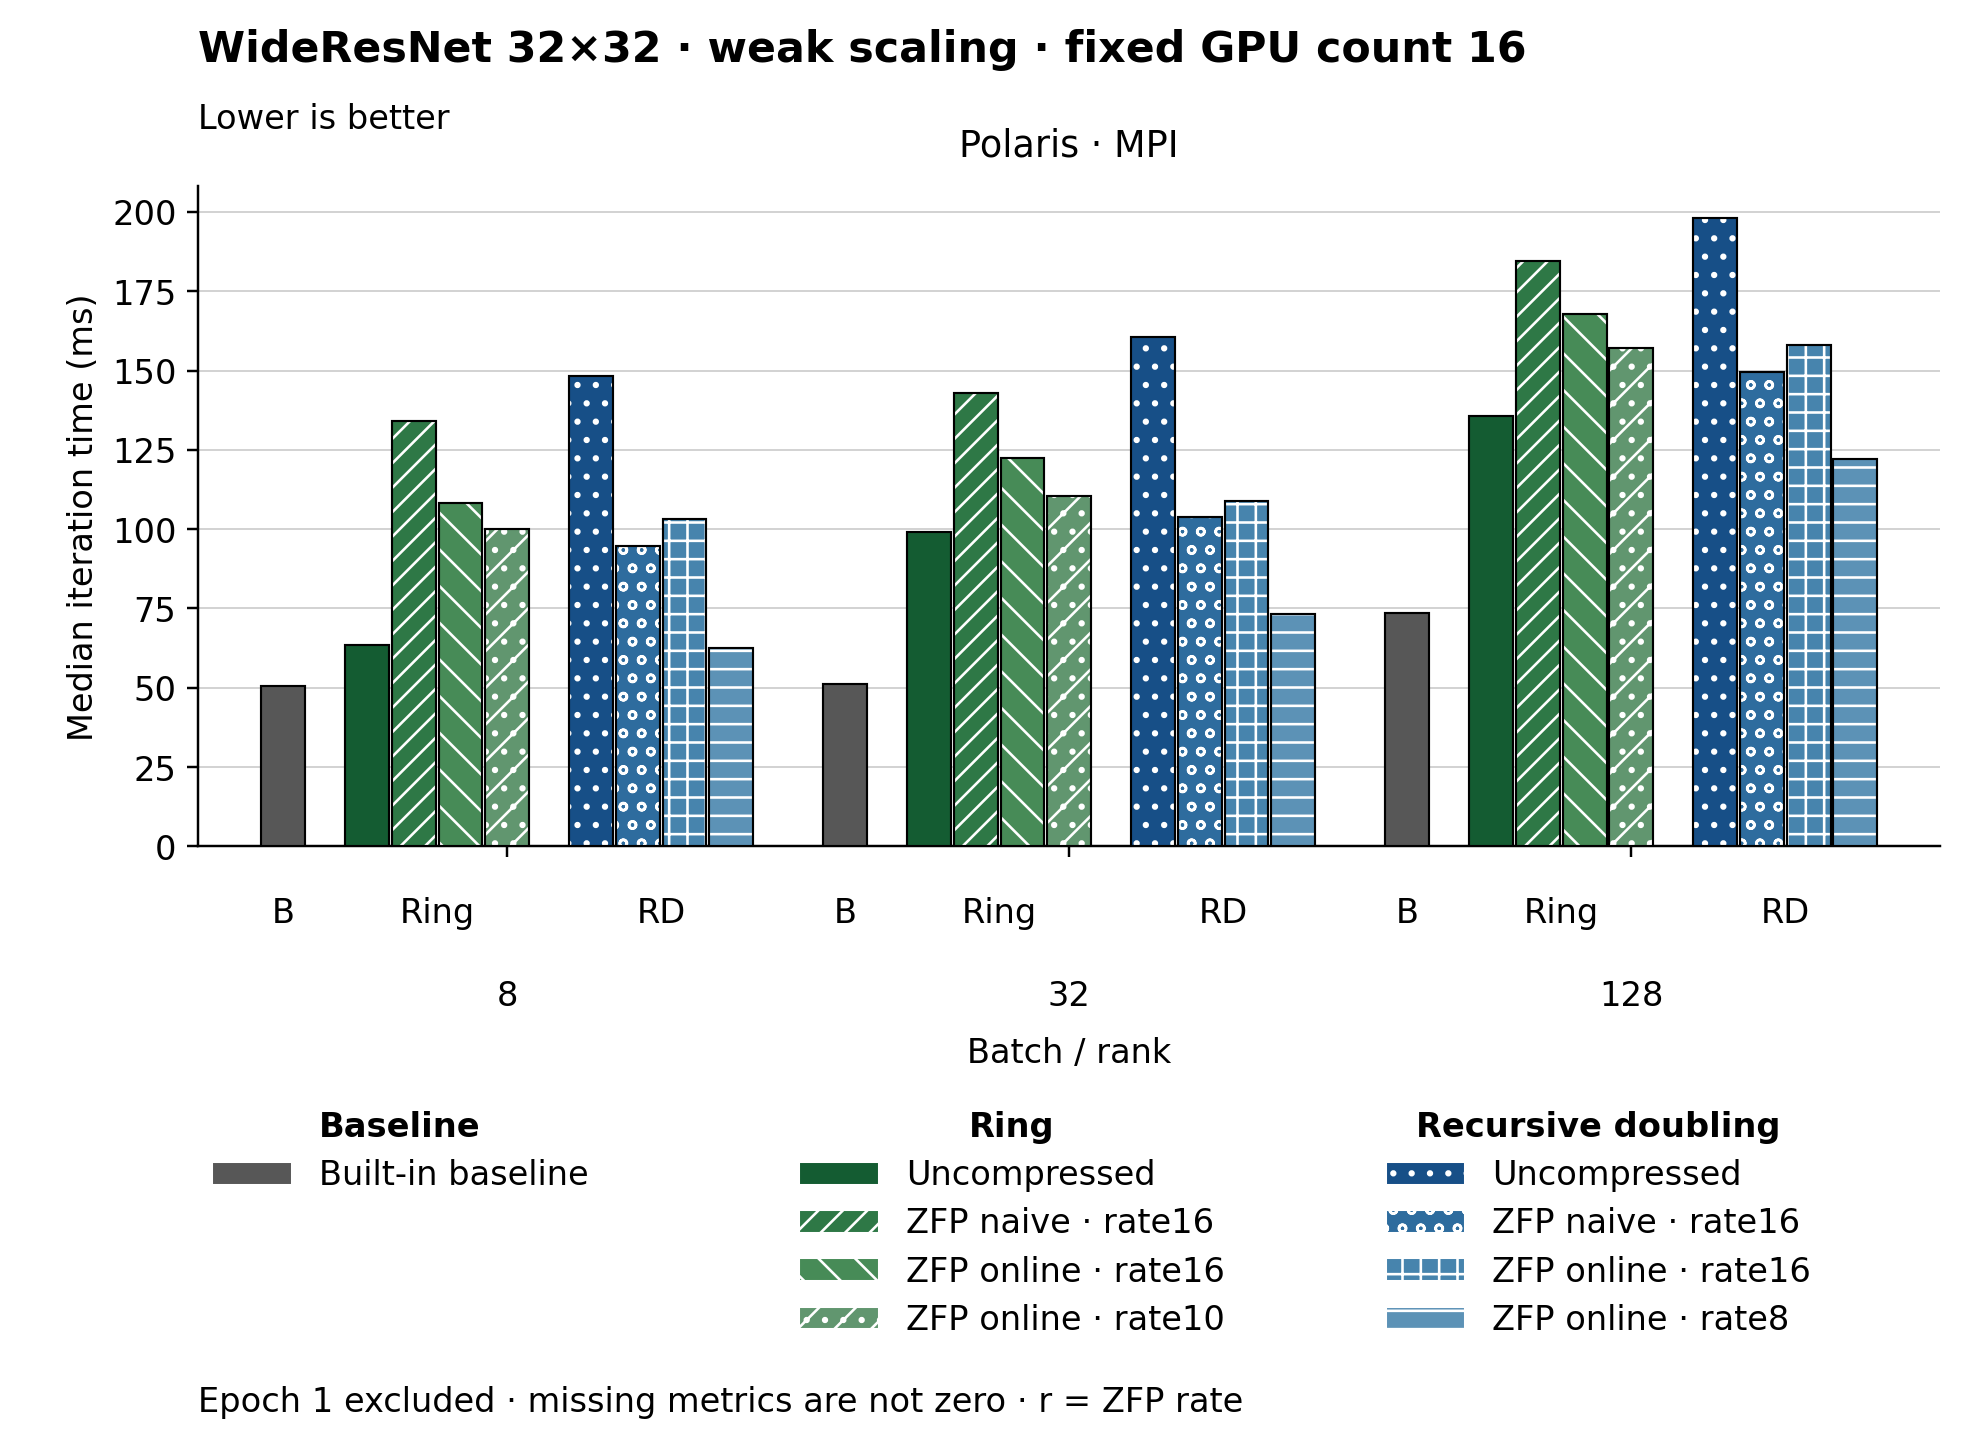 WideResNet 32×32 · weak scaling · fixed GPU count 16
Lower is better
Polaris · MPI
Median iteration time (ms)
200
175
150
125
100
75
50
25
0
B Ring RD B Ring RD B Ring RD
8 32 128
Batch / rank
Baseline Ring Recursive doubling
Built-in baseline Uncompressed Uncompressed
ZFP naive · rate16 ZFP naive · rate16
ZFP online · rate16 ZFP online · rate16
ZFP online · rate10 ZFP online · rate8
Epoch 1 excluded · missing metrics are not zero · r = ZFP rate